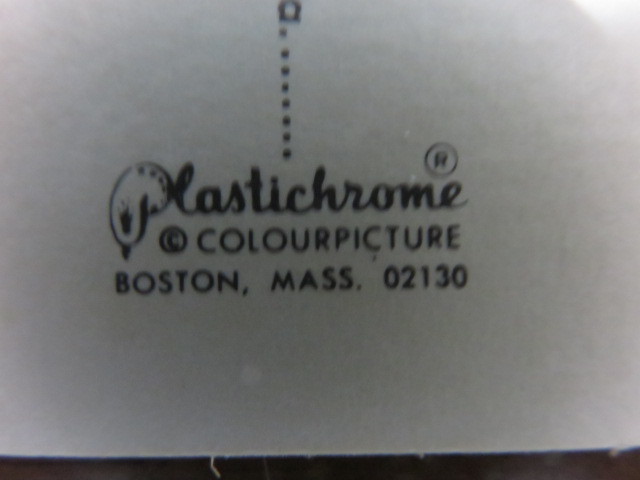 Plastichrome ®
© COLOURPICTURE
BOSTON, MASS. 02130